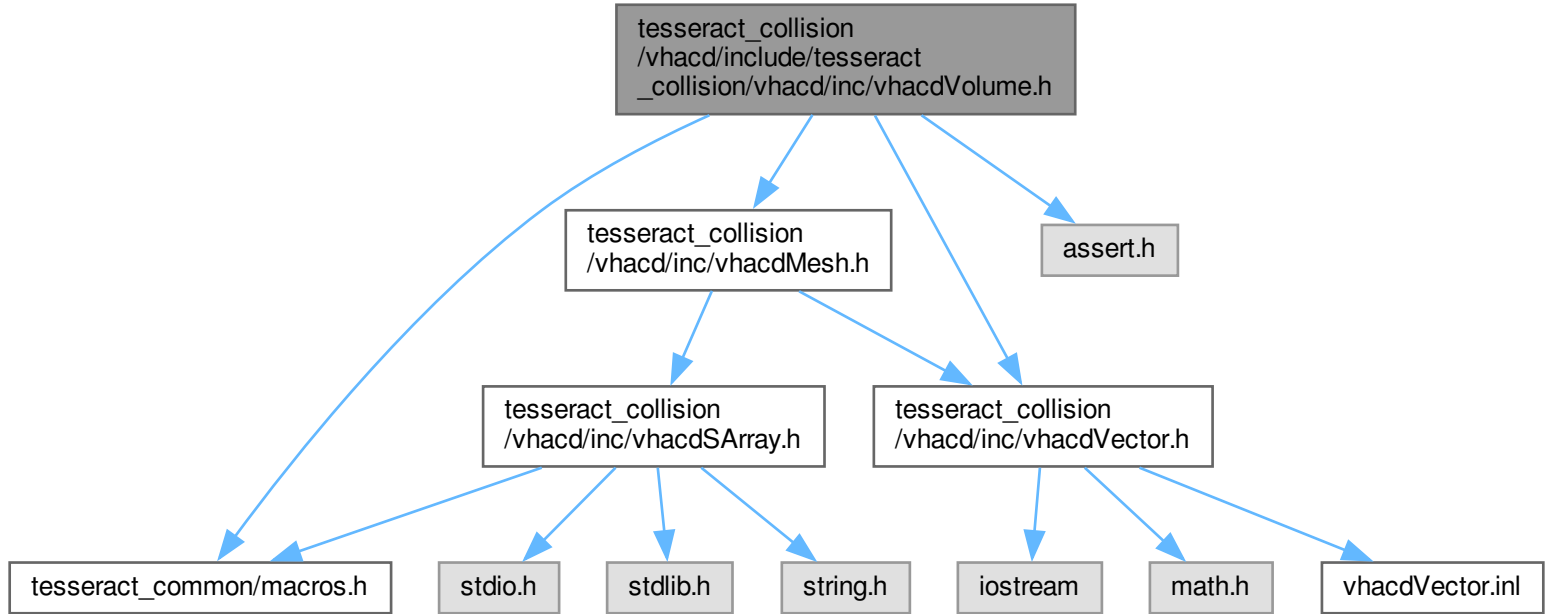 tesseract_collision
/vhacd/include/tesseract
_collision/vhacd/inc/vhacdVolume.h
tesseract_collision
/vhacd/inc/vhacdMesh.h
assert.h
tesseract_collision
/vhacd/inc/vhacdSArray.h
tesseract_collision
/vhacd/inc/vhacdVector.h
tesseract_common/macros.h
stdio.h
stdlib.h
string.h
iostream
math.h
vhacdVector.inl